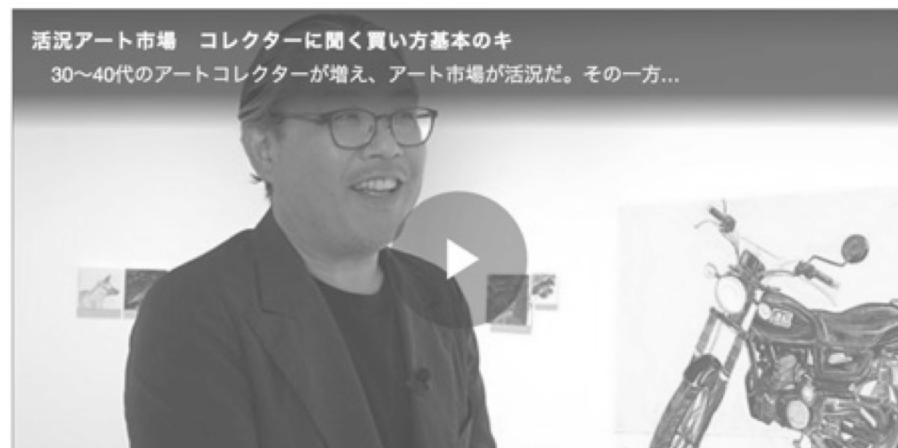 活況アート市場　コレクターに聞く買い方基本のキ
30〜40代のアートコレクターが増え、アート市場が活況だ。その一方...